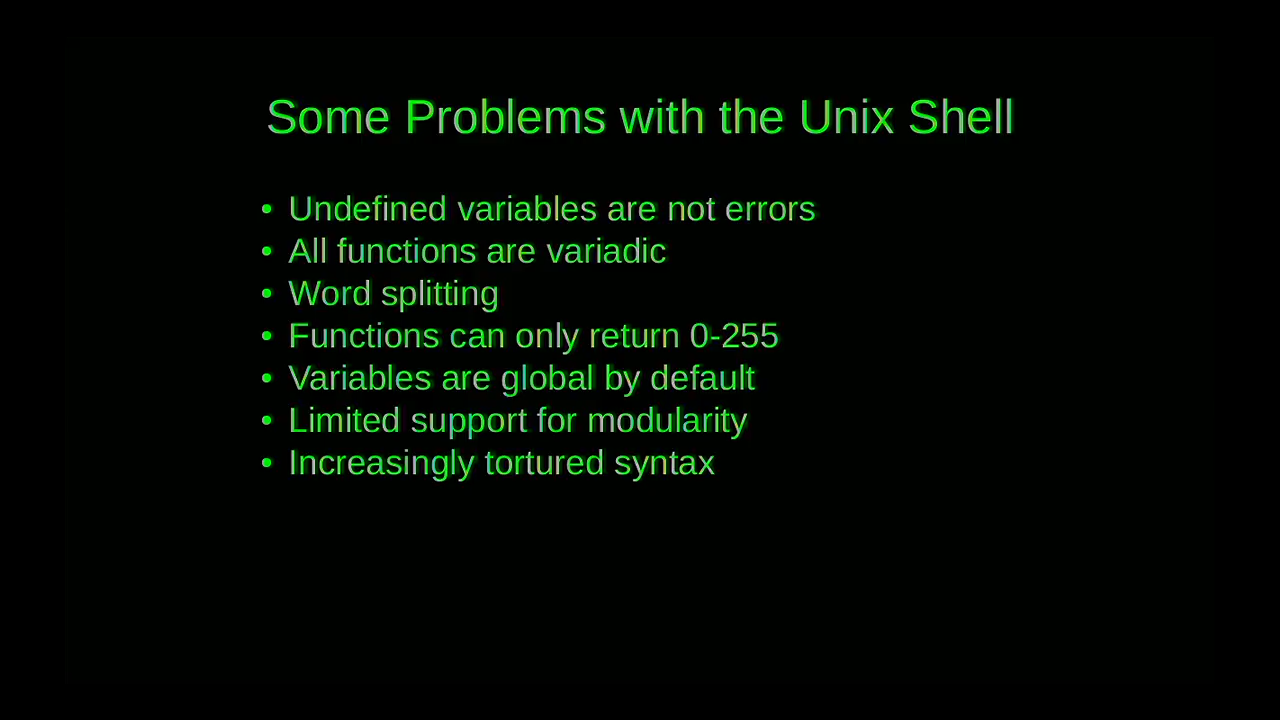 Some Problems with the Unix Shell
• Undefined variables are not errors
• All functions are variadic
• Word splitting
• Functions can only return 0-255
• Variables are global by default
• Limited support for modularity
• Increasingly tortured syntax